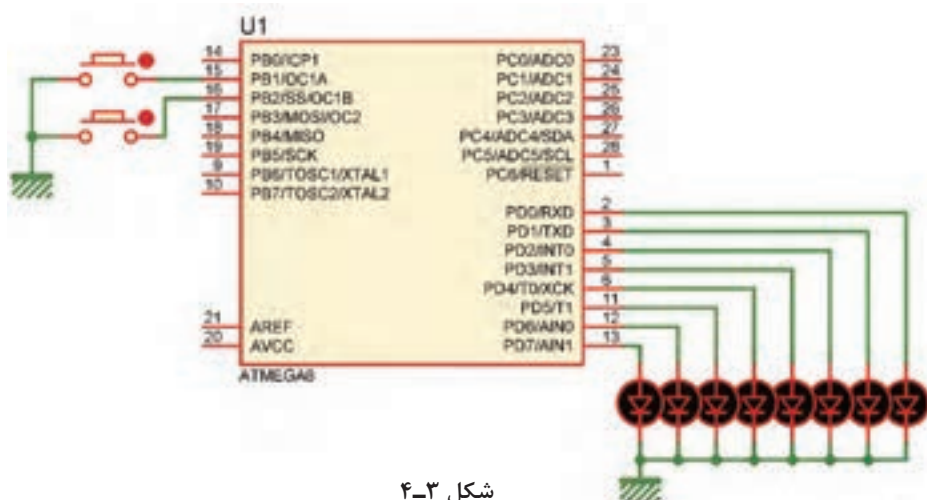 U1
14 PB0/ICP1
15 PB1/OC1A
16 PB2/SS/OC1B
17 PB3/MOSI/OC2
18 PB4/MISO
19 PB5/SCK
9 PB6/TOSC1/XTAL1
10 PB7/TOSC2/XTAL2
21 AREF
20 AVCC
PC0/ADC0 23
PC1/ADC1 24
PC2/ADC2 25
PC3/ADC3 26
PC4/ADC4/SDA 27
PC5/ADC5/SCL 28
PC6/RESET 1
PD0/RXD 2
PD1/TXD 3
PD2/INT0 4
PD3/INT1 5
PD4/T0/XCK 6
PD5/T1 11
PD6/AIN0 12
PD7/AIN1 13
ATMEGA8
شکل ۳ـ۴